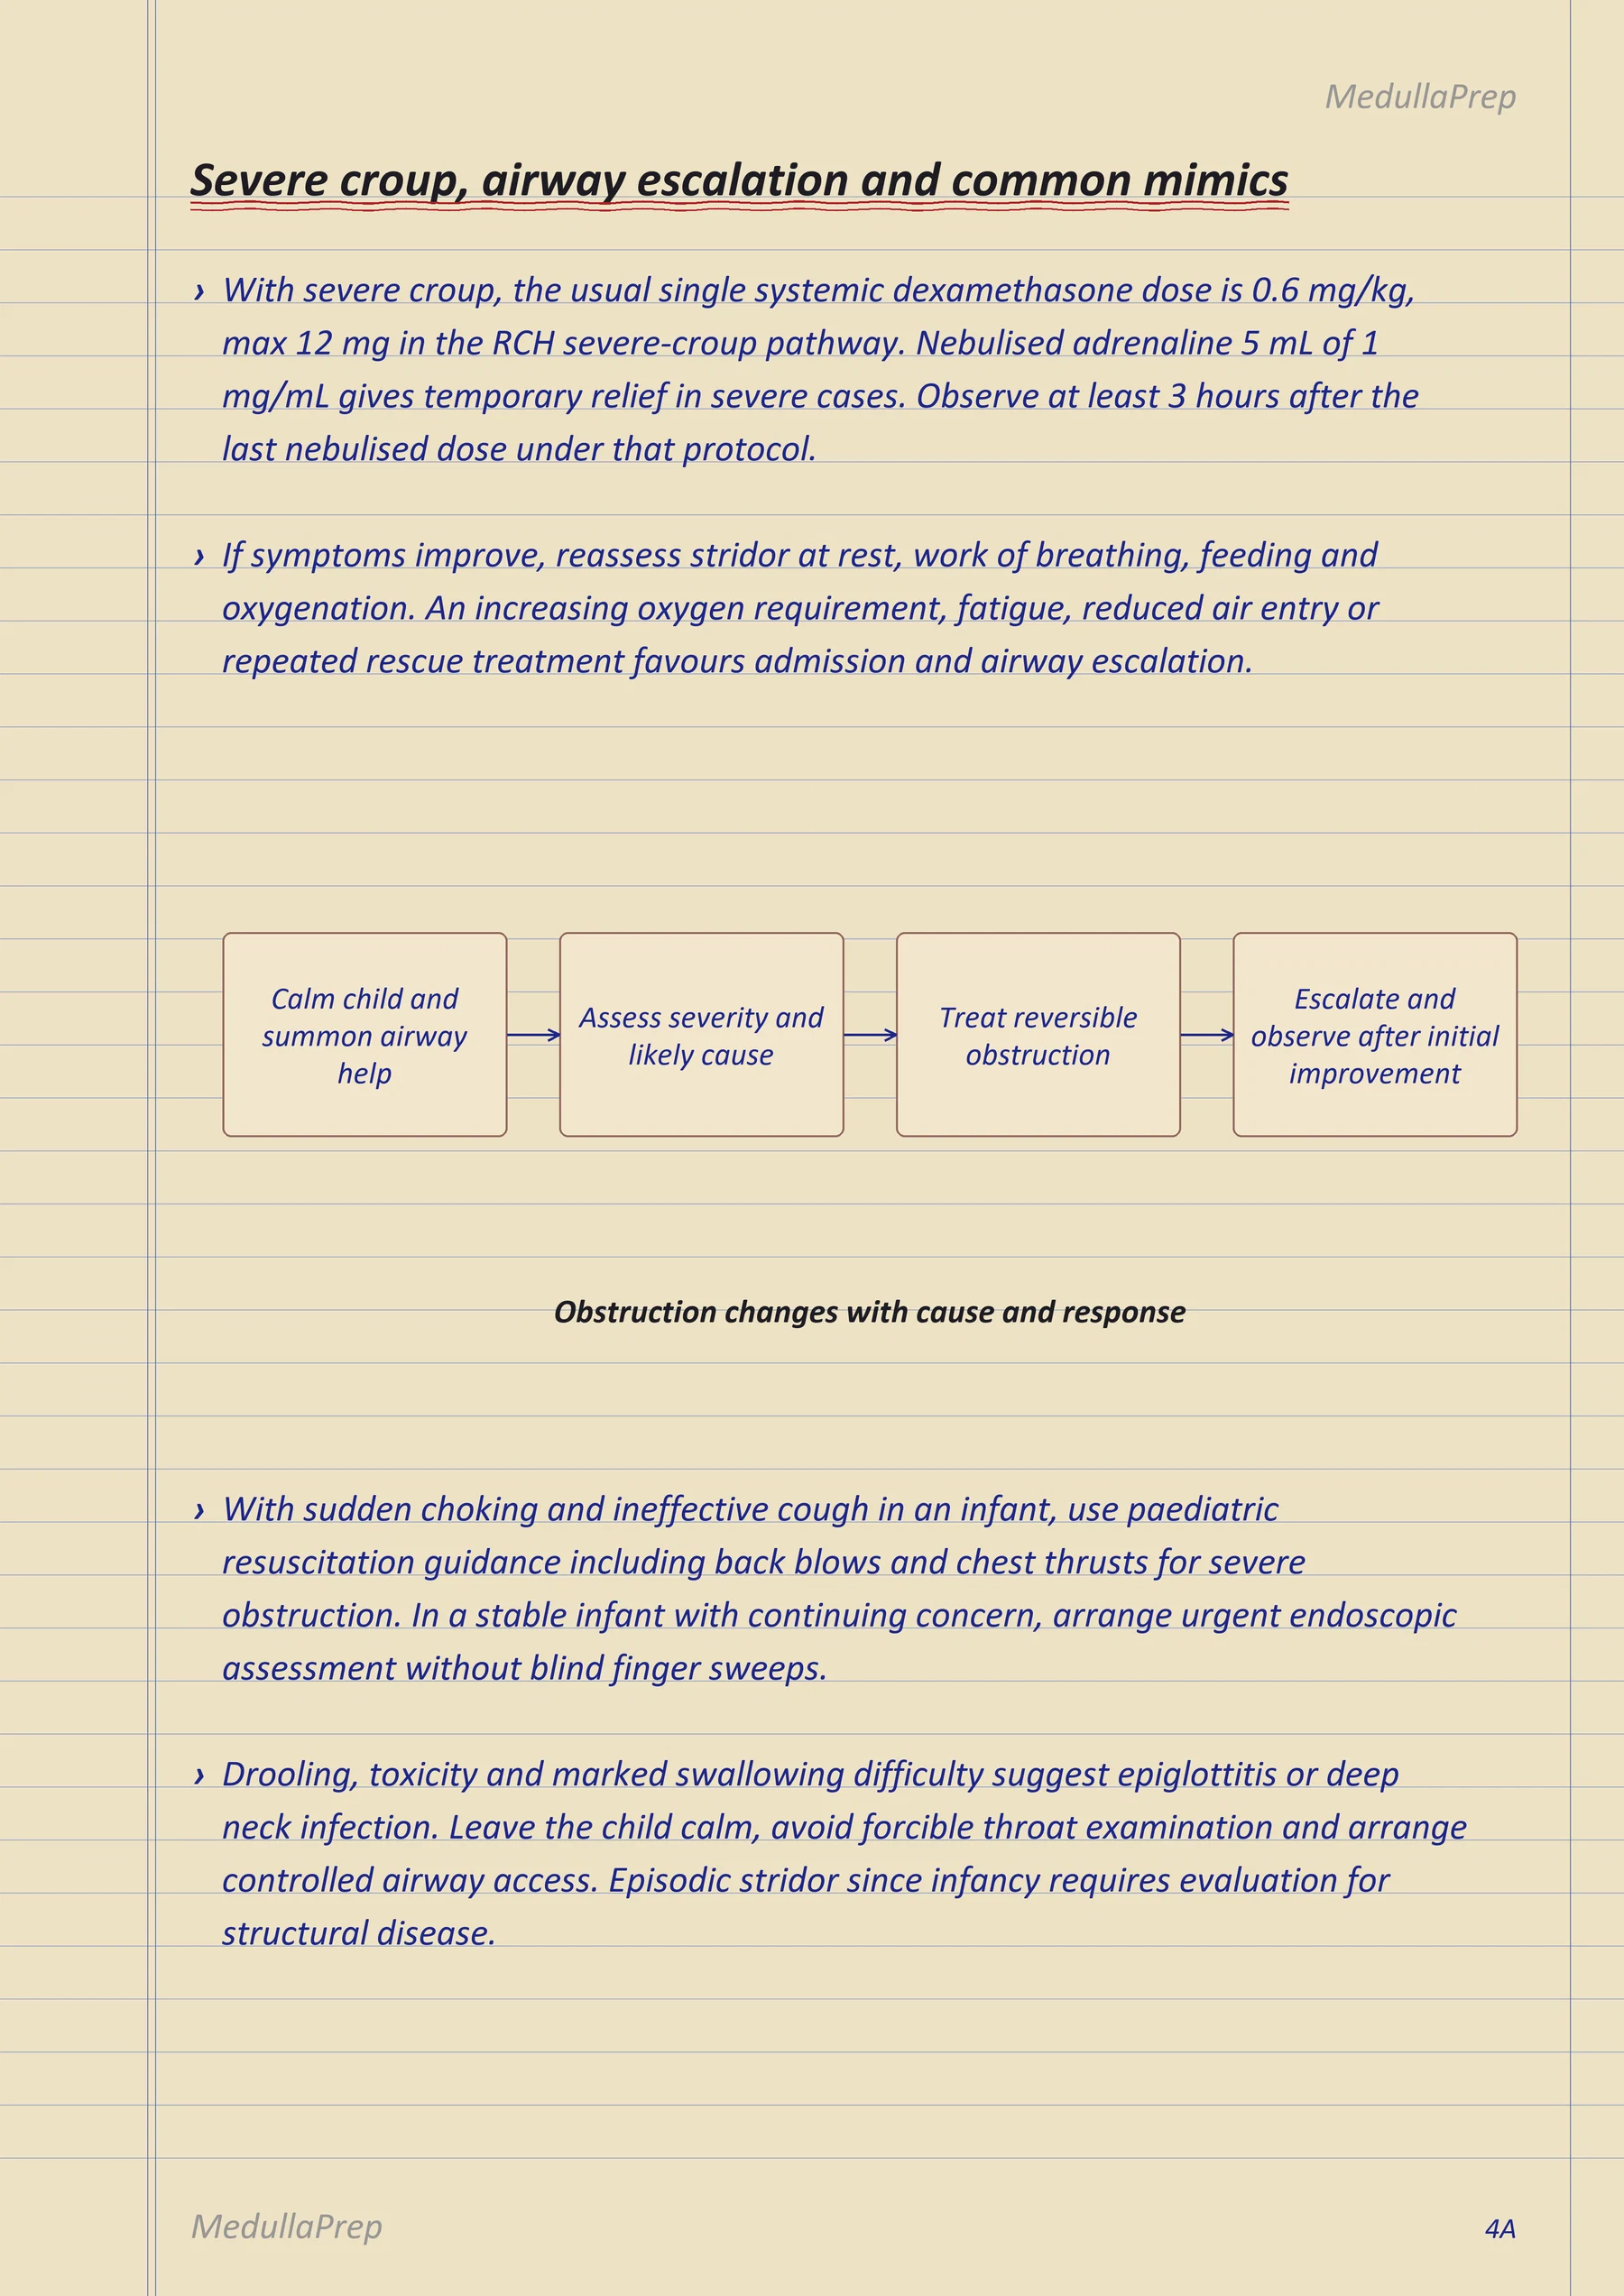 MedullaPrep
Severe croup, airway escalation and common mimics
› With severe croup, the usual single systemic dexamethasone dose is 0.6 mg/kg,
max 12 mg in the RCH severe-croup pathway. Nebulised adrenaline 5 mL of 1
mg/mL gives temporary relief in severe cases. Observe at least 3 hours after the
last nebulised dose under that protocol.
› If symptoms improve, reassess stridor at rest, work of breathing, feeding and
oxygenation. An increasing oxygen requirement, fatigue, reduced air entry or
repeated rescue treatment favours admission and airway escalation.
Calm child and
summon airway
help
Assess severity and
likely cause
Treat reversible
obstruction
Escalate and
observe after initial
improvement
Obstruction changes with cause and response
› With sudden choking and ineffective cough in an infant, use paediatric
resuscitation guidance including back blows and chest thrusts for severe
obstruction. In a stable infant with continuing concern, arrange urgent endoscopic
assessment without blind finger sweeps.
› Drooling, toxicity and marked swallowing difficulty suggest epiglottitis or deep
neck infection. Leave the child calm, avoid forcible throat examination and arrange
controlled airway access. Episodic stridor since infancy requires evaluation for
structural disease.
MedullaPrep
4A